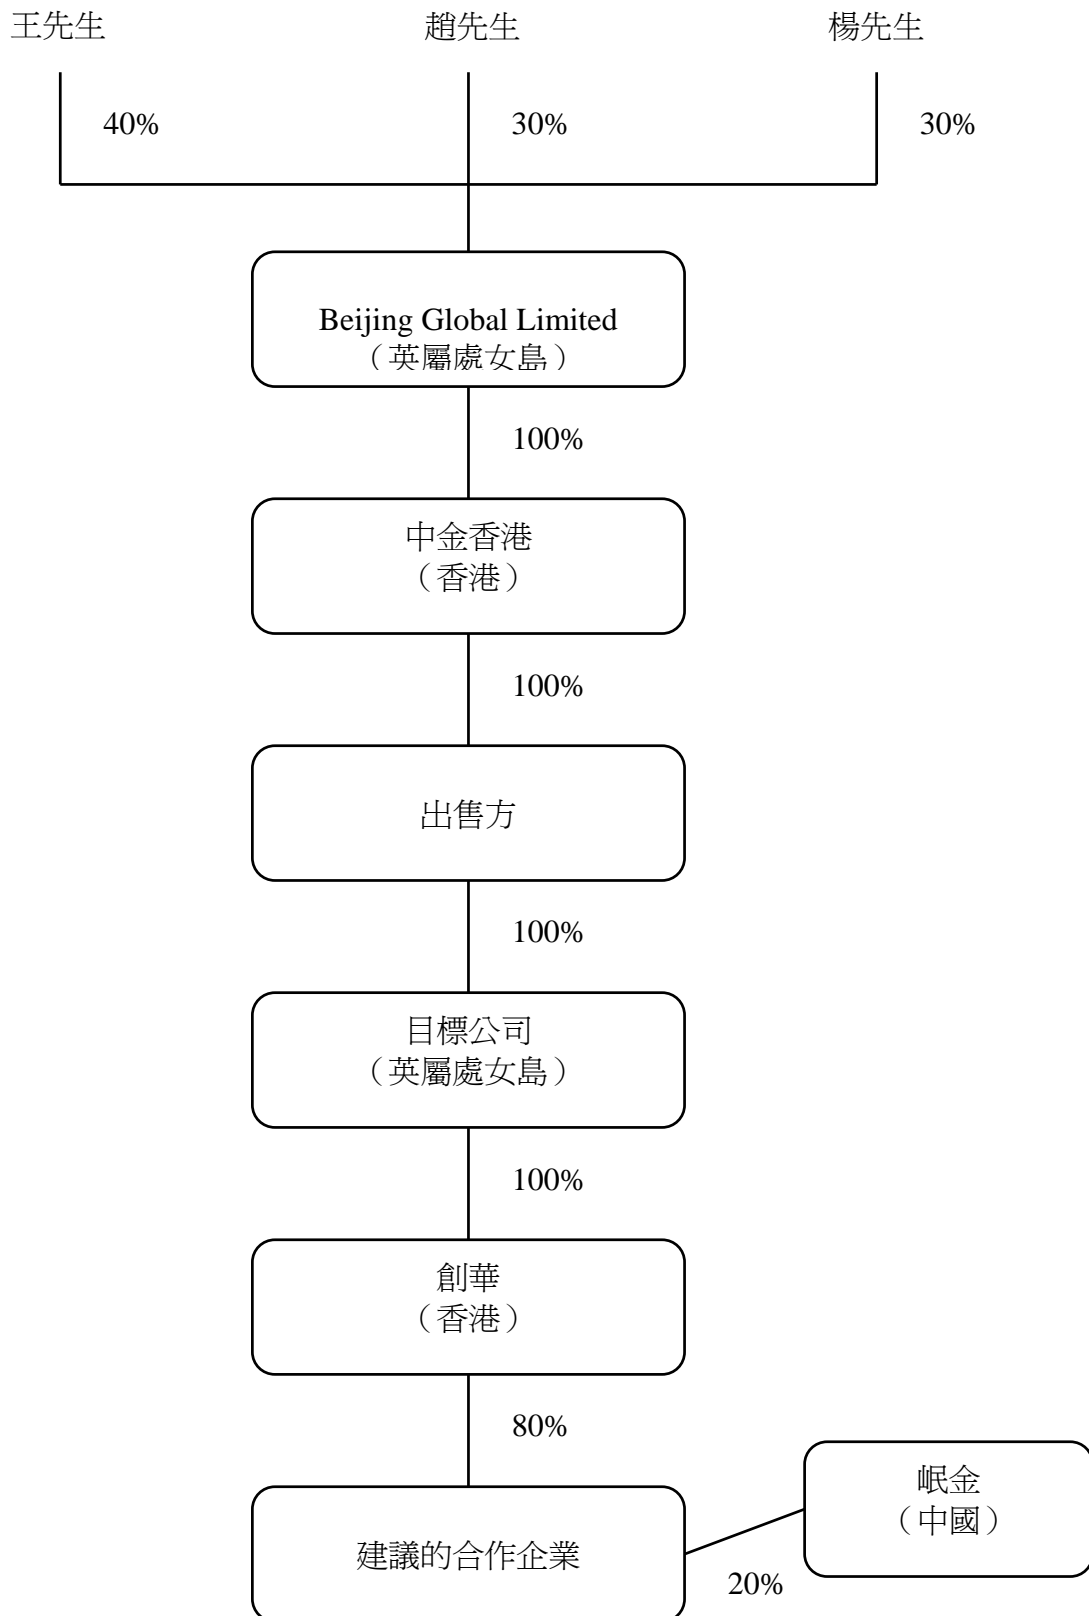 王先生
趙先生
楊先生
40%
30%
30%
Beijing Global Limited
（英屬處女島）
100%
中金香港
（香港）
100%
出售方
100%
目標公司
（英屬處女島）
100%
創華
（香港）
80%
岷金
（中國）
建議的合作企業
20%